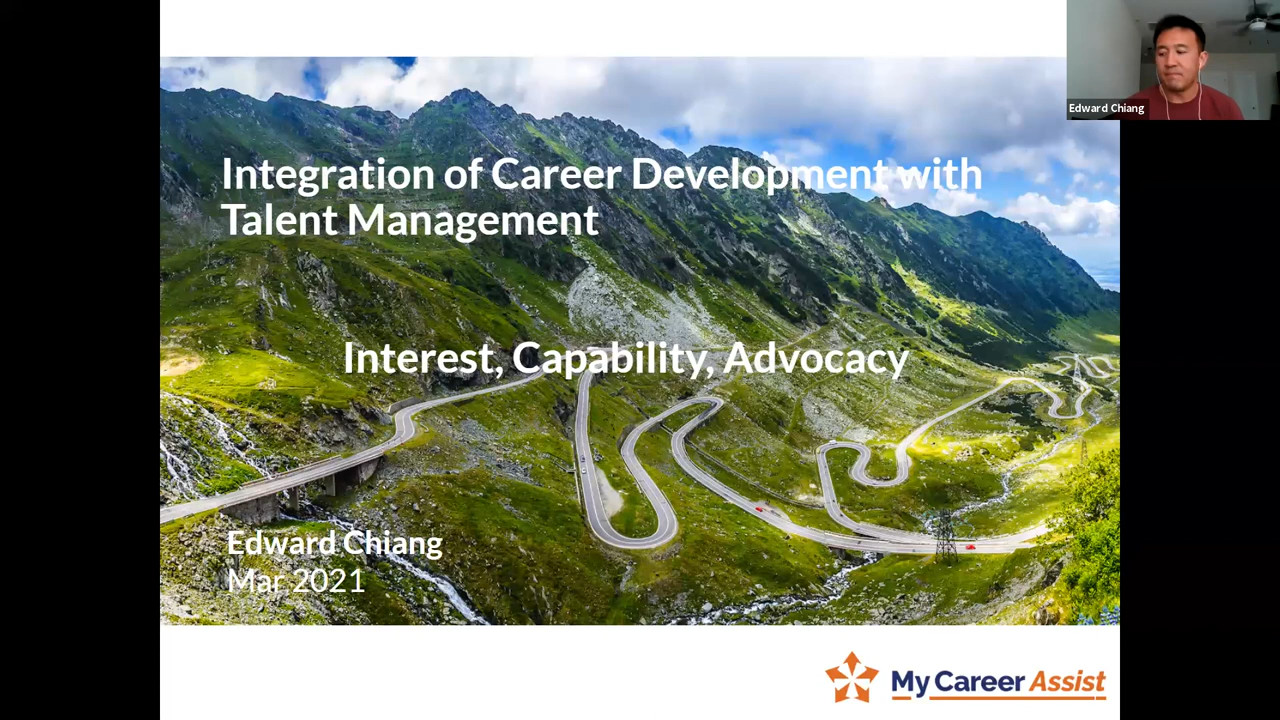 Edward Chiang
Integration of Career Development with
Talent Management
Interest, Capability, Advocacy
Edward Chiang
Mar 2021
My Career Assist